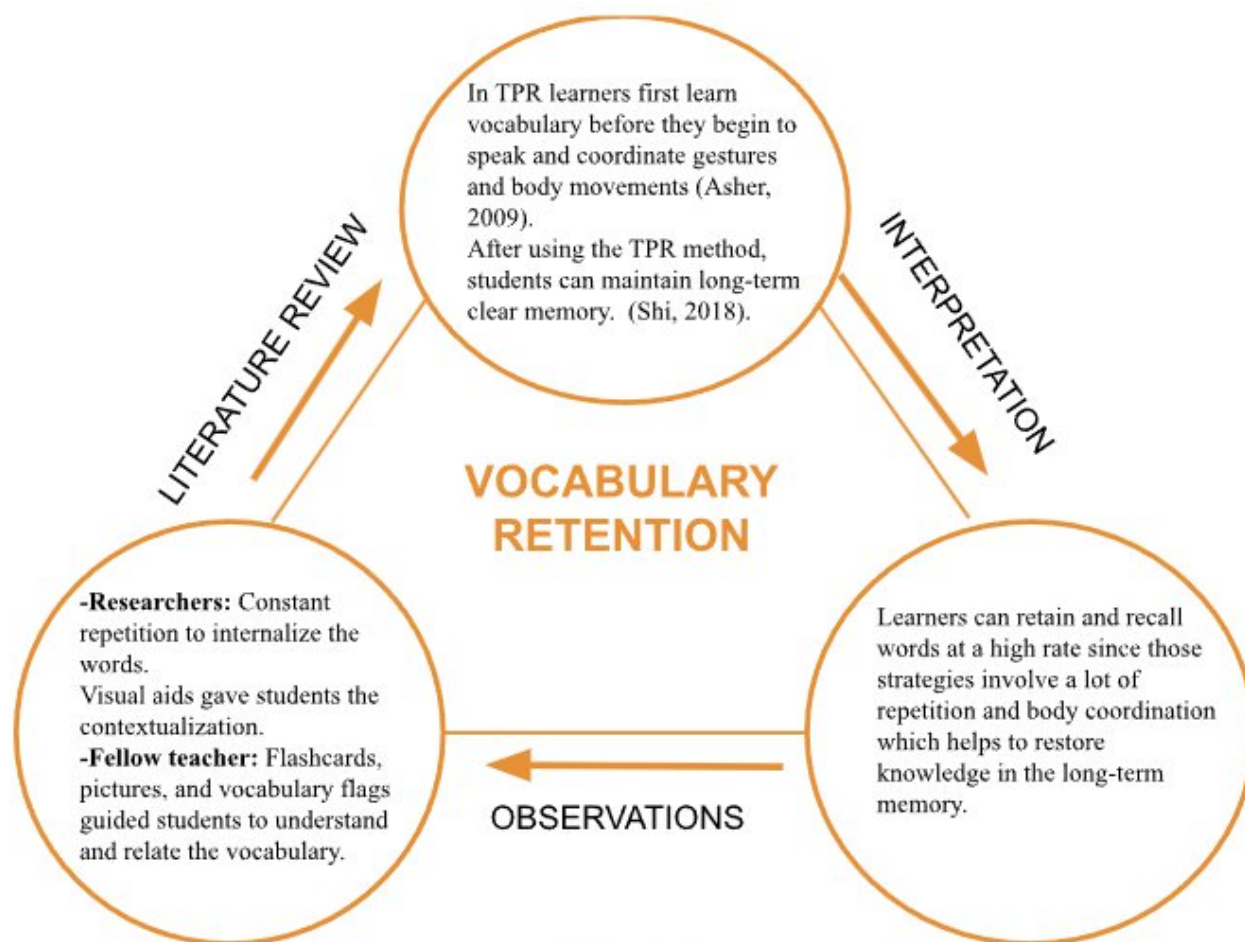 In TPR learners first learn
vocabulary before they begin to
speak and coordinate gestures
and body movements (Asher,
2009).
After using the TPR method,
students can maintain long-term
clear memory.  (Shi, 2018).
LITERATURE REVIEW
INTERPRETATION
VOCABULARY
RETENTION
-Researchers: Constant
repetition to internalize the
words.
Visual aids gave students the
contextualization.
-Fellow teacher: Flashcards,
pictures, and vocabulary flags
guided students to understand
and relate the vocabulary.
Learners can retain and recall
words at a high rate since those
strategies involve a lot of
repetition and body coordination
which helps to restore
knowledge in the long-term
memory.
OBSERVATIONS